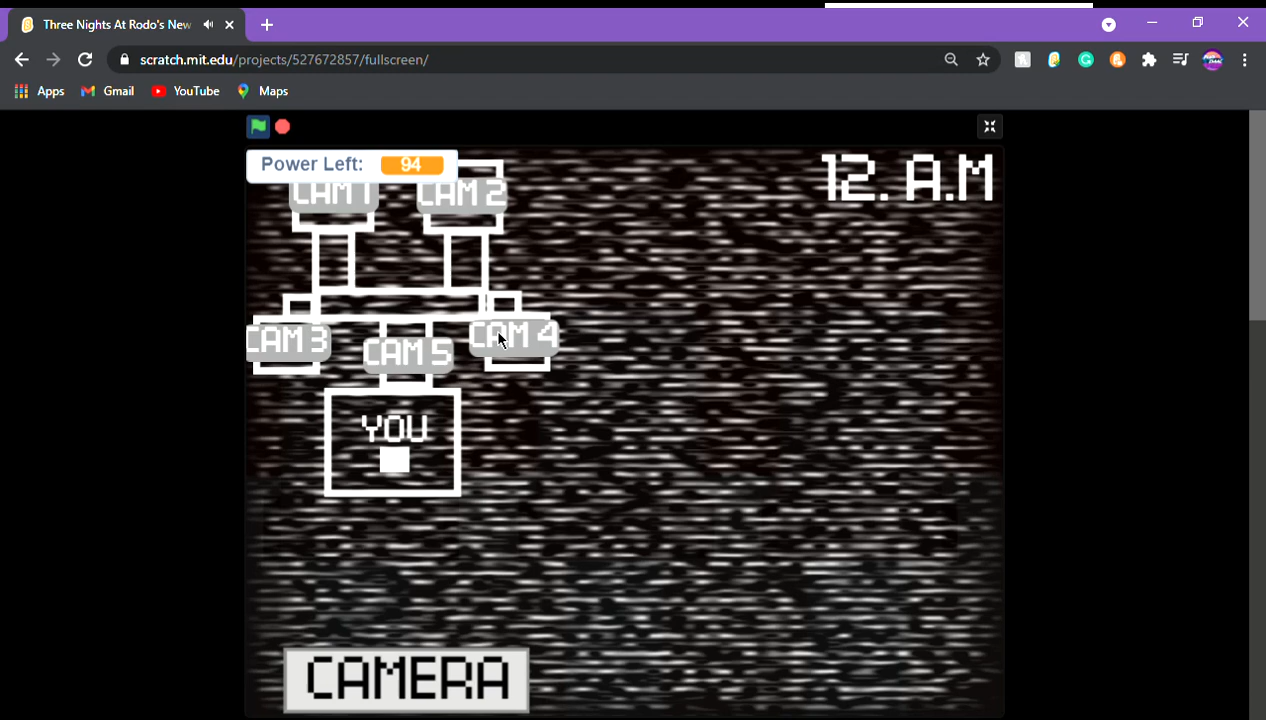 Three Nights At Rodo's New
scratch.mit.edu/projects/527672857/fullscreen/
Apps Gmail YouTube Maps
Power Left: 94
12. A.M
CAM 1 CAM 2
CAM 3 CAM 5 CAM 4
YOU
CAMERA